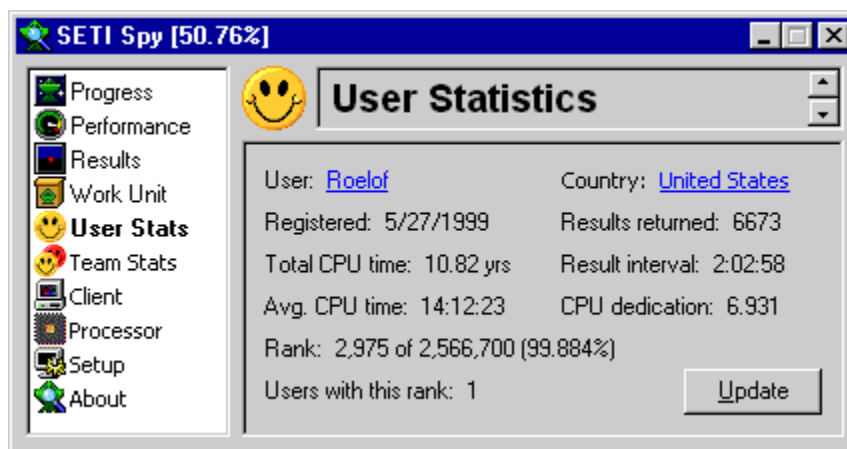 SETI Spy [50.76%]
Progress
Performance
Results
Work Unit
User Stats
Team Stats
Client
Processor
Setup
About
User Statistics
User: Roelof
Country: United States
Registered: 5/27/1999
Results returned: 6673
Total CPU time: 10.82 yrs
Result interval: 2:02:58
Avg. CPU time: 14:12:23
CPU dedication: 6.931
Rank: 2,975 of 2,566,700 (99.884%)
Users with this rank: 1
Update